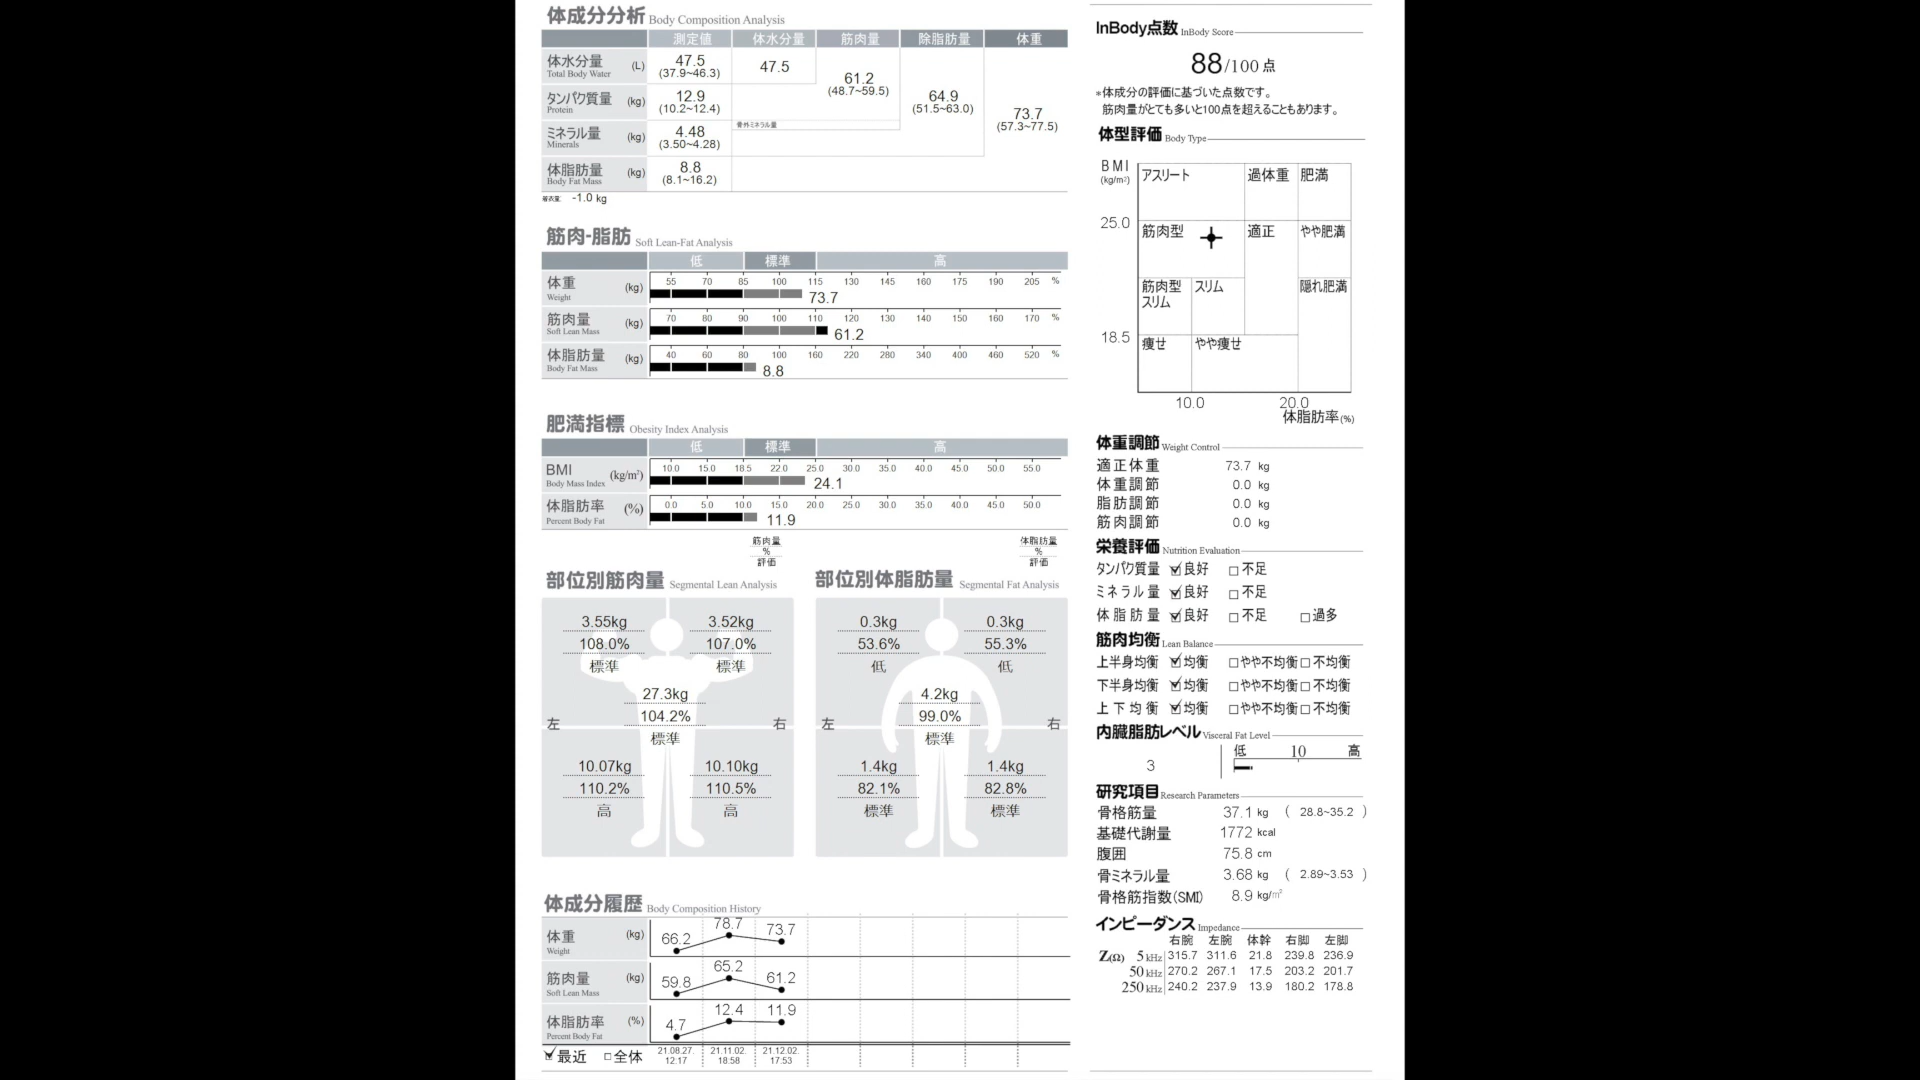 体成分分析 Body Composition Analysis
測定値 体水分量 筋肉量 除脂肪量 体重
体水分量 Total Body Water (L) 47.5 (37.9~46.3) 47.5 61.2 (48.7~59.5) 64.9 (51.5~63.0) 73.7 (57.3~77.5)
タンパク質量 Protein (kg) 12.9 (10.2~12.4)
ミネラル量 Minerals (kg) 4.48 (3.50~4.28) 骨外ミネラル量
体脂肪量 Body Fat Mass (kg) 8.8 (8.1~16.2)
着衣量: -1.0 kg
筋肉-脂肪 Soft Lean-Fat Analysis
低 標準 高
体重 Weight (kg) 55 70 85 100 115 130 145 160 175 190 205 %
73.7
筋肉量 Soft Lean Mass (kg) 70 80 90 100 110 120 130 140 150 160 170 %
61.2
体脂肪量 Body Fat Mass (kg) 40 60 80 100 160 220 280 340 400 460 520 %
8.8
肥満指標 Obesity Index Analysis
低 標準 高
BMI Body Mass Index (kg/m²) 10.0 15.0 18.5 22.0 25.0 30.0 35.0 40.0 45.0 50.0 55.0
24.1
体脂肪率 Percent Body Fat (%) 0.0 5.0 10.0 15.0 20.0 25.0 30.0 35.0 40.0 45.0 50.0
11.9
筋肉量
%
評価
部位別筋肉量 Segmental Lean Analysis
3.55kg 3.52kg
108.0% 107.0%
標準 標準
27.3kg
104.2%
左 標準 右
10.07kg 10.10kg
110.2% 110.5%
高 高
体脂肪量
%
評価
部位別体脂肪量 Segmental Fat Analysis
0.3kg 0.3kg
53.6% 55.3%
低 低
4.2kg
99.0%
左 標準 右
1.4kg 1.4kg
82.1% 82.8%
標準 標準
体成分履歴 Body Composition History
体重 Weight (kg) 66.2 78.7 73.7
筋肉量 Soft Lean Mass (kg) 59.8 65.2 61.2
体脂肪率 Percent Body Fat (%) 4.7 12.4 11.9
最近 全体 21.08.27. 12:17 21.11.02. 18:58 21.12.02. 17:53
InBody点数 InBody Score
88/100 点
*体成分の評価に基づいた点数です。
筋肉量がとても多いと100点を超えることもあります。
体型評価 Body Type
BMI (kg/m²)
アスリート 過体重 肥満
25.0
筋肉型 適正 やや肥満
筋肉型スリム スリム 隠れ肥満
18.5
痩せ やや痩せ
10.0 20.0
体脂肪率(%)
体重調節 Weight Control
適正体重 73.7 kg
体重調節 0.0 kg
脂肪調節 0.0 kg
筋肉調節 0.0 kg
栄養評価 Nutrition Evaluation
タンパク質量 良好 不足
ミネラル量 良好 不足
体脂肪量 良好 不足 過多
筋肉均衡 Lean Balance
上半身均衡 均衡 やや不均衡 不均衡
下半身均衡 均衡 やや不均衡 不均衡
上下均衡 均衡 やや不均衡 不均衡
内臓脂肪レベル Visceral Fat Level
低 10 高
3
研究項目 Research Parameters
骨格筋量 37.1 kg ( 28.8~35.2 )
基礎代謝量 1772 kcal
腹囲 75.8 cm
骨ミネラル量 3.68 kg ( 2.89~3.53 )
骨格筋指数(SMI) 8.9 kg/m²
インピーダンス Impedance
右腕 左腕 体幹 右脚 左脚
Z(Ω) 5 kHz 315.7 311.6 21.8 239.8 236.9
50 kHz 270.2 267.1 17.5 203.2 201.7
250 kHz 240.2 237.9 13.9 180.2 178.8